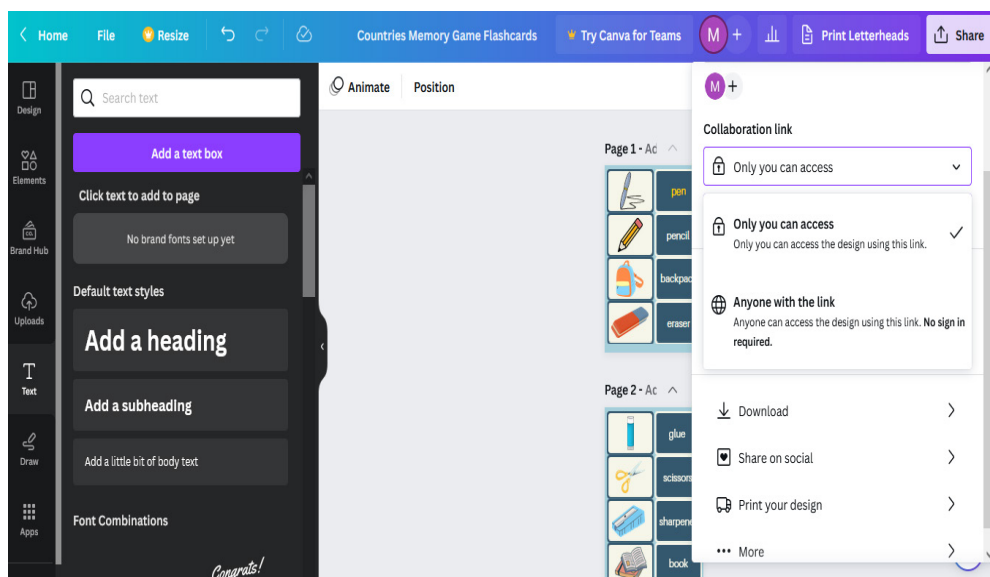 Home File Resize Countries Memory Game Flashcards Try Canva for Teams M + Print Letterheads Share
Design
Elements
Brand Hub
Uploads
Text
Draw
Apps
Search text
Add a text box
Click text to add to page
CO.
No brand fonts set up yet
Default text styles
Add a heading
Add a subheading
Add a little bit of body text
Font Combinations
Congrats!
Animate Position
Page 1 - Ad
pen
pencil
backpac
eraser
Page 2 - Ad
glue
scissors
sharpene
book
M +
Collaboration link
Only you can access
Only you can access
Only you can access the design using this link.
Anyone with the link
Anyone can access the design using this link. No sign in
required.
Download
Share on social
Print your design
More